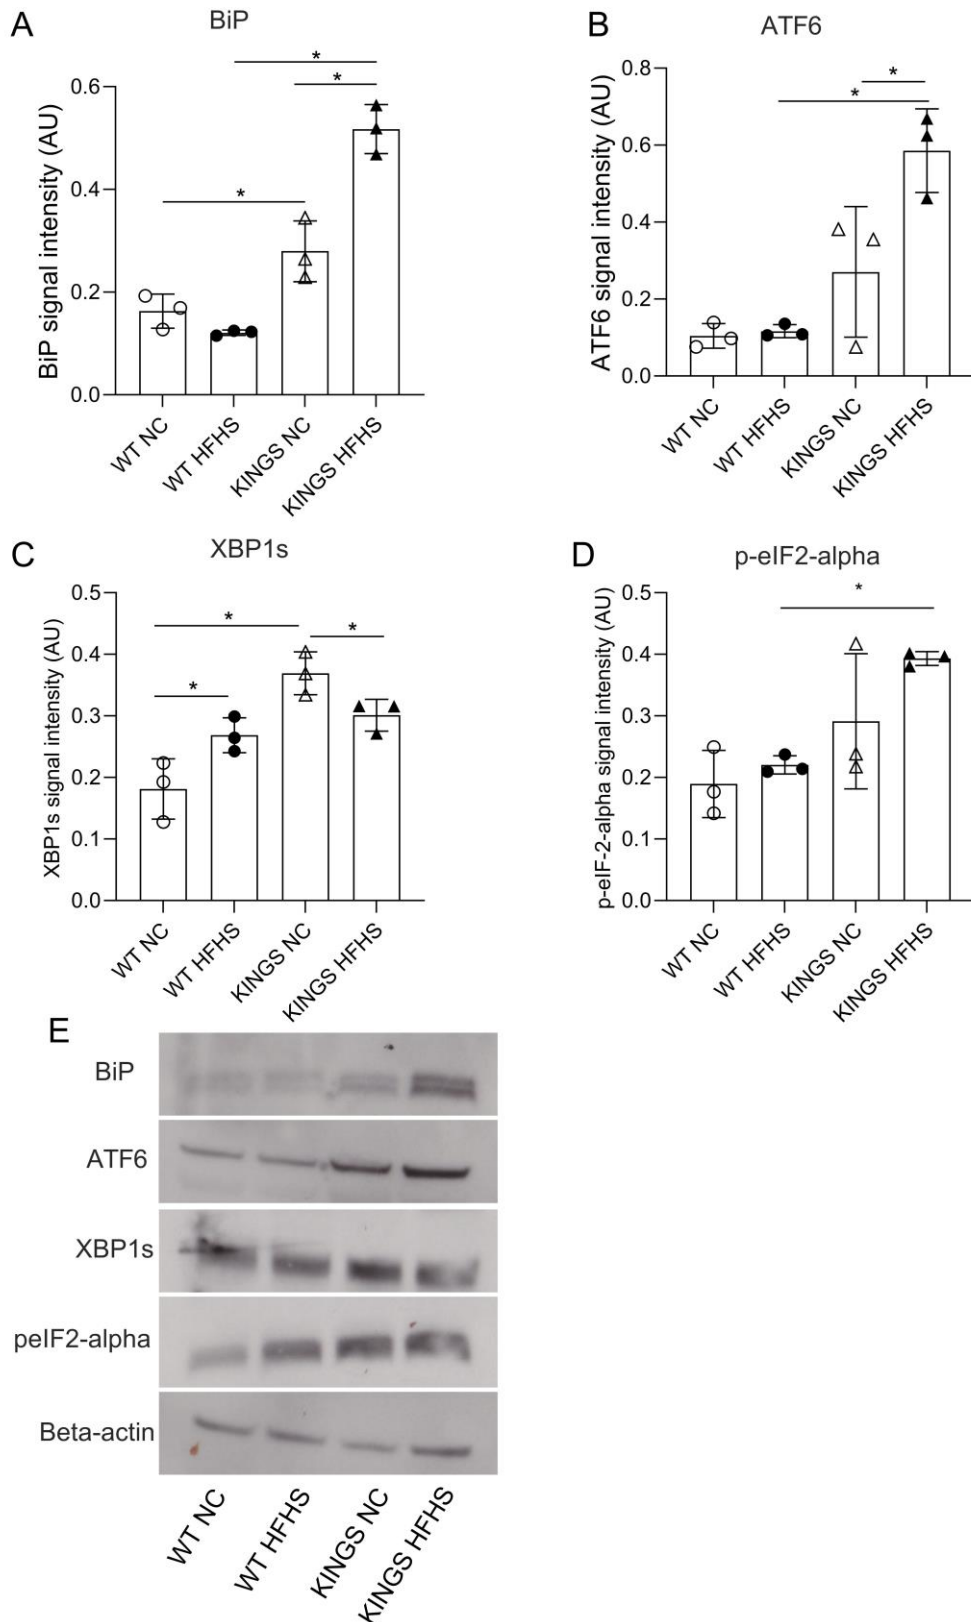 A
BiP
BiP signal intensity (AU)
0.6
0.4
0.2
0.0
*
*
*
WT NC
WT HFHS
KINGS NC
KINGS HFHS
B
ATF6
ATF6 signal intensity (AU)
0.8
0.6
0.4
0.2
0.0
*
*
WT NC
WT HFHS
KINGS NC
KINGS HFHS
C
XBP1s
XBP1s signal intensity (AU)
0.5
0.4
0.3
0.2
0.1
0.0
*
*
*
WT NC
WT HFHS
KINGS NC
KINGS HFHS
D
p-eIF2-alpha
p-eIF-2-alpha signal intensity (AU)
0.5
0.4
0.3
0.2
0.1
0.0
*
WT NC
WT HFHS
KINGS NC
KINGS HFHS
E
BiP
ATF6
XBP1s
peIF2-alpha
Beta-actin
WT NC
WT HFHS
KINGS NC
KINGS HFHS